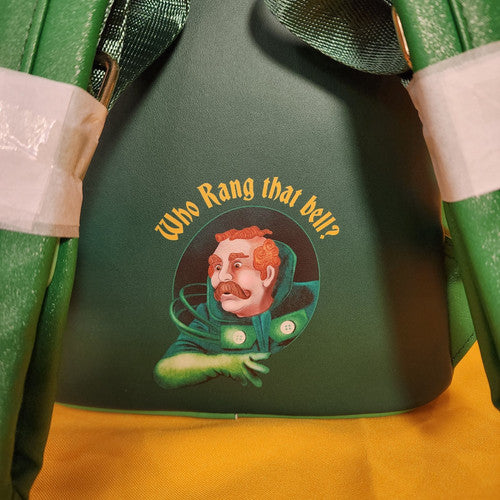 Who Rang that bell?